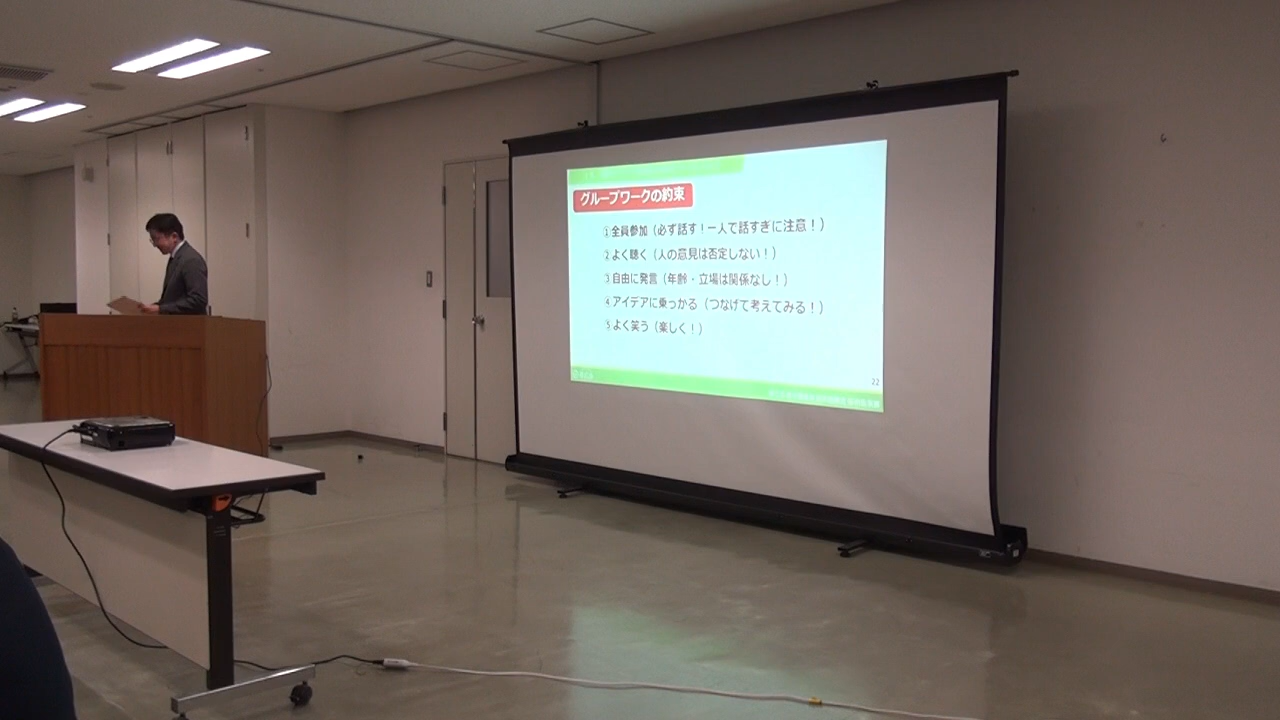 グループワークの約束
①全員参加（必ず話す！一人で話すぎに注意！）
②よく聴く（人の意見は否定しない！）
③自由に発言（年齢・立場は関係なし！）
④アイデアに乗っかる（つなげて考えてみる！）
⑤よく笑う（楽しく！）
22